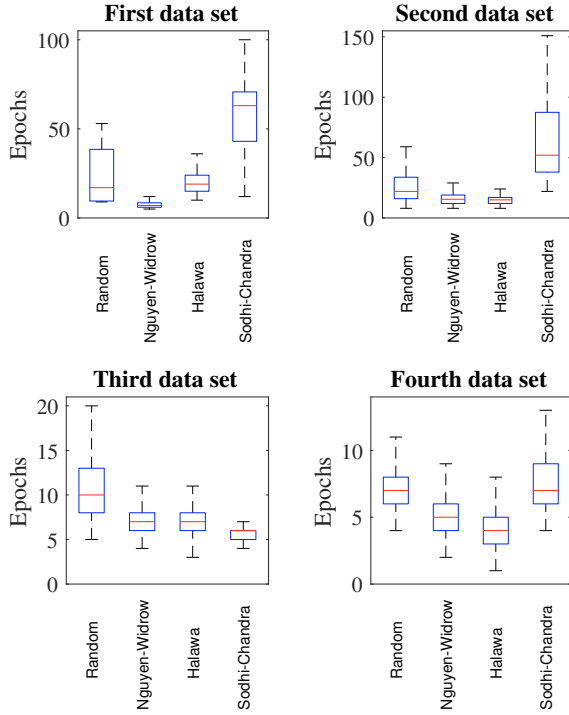 First data set
Epochs
100
50
0
Random
Nguyen-Widrow
Halawa
Sodhi-Chandra
Second data set
Epochs
150
100
50
0
Random
Nguyen-Widrow
Halawa
Sodhi-Chandra
Third data set
Epochs
20
15
10
5
0
Random
Nguyen-Widrow
Halawa
Sodhi-Chandra
Fourth data set
Epochs
10
5
0
Random
Nguyen-Widrow
Halawa
Sodhi-Chandra